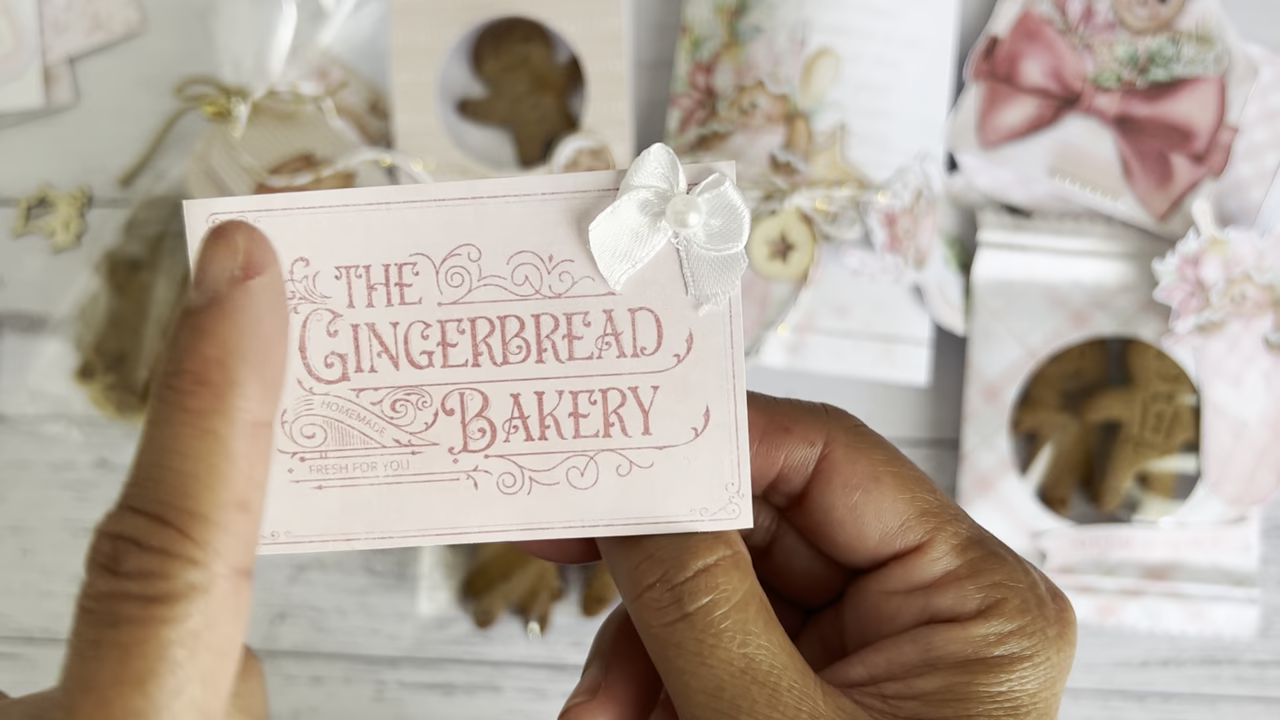 THE
GINGERBREAD
BAKERY
HOMEMADE
FRESH FOR YOU